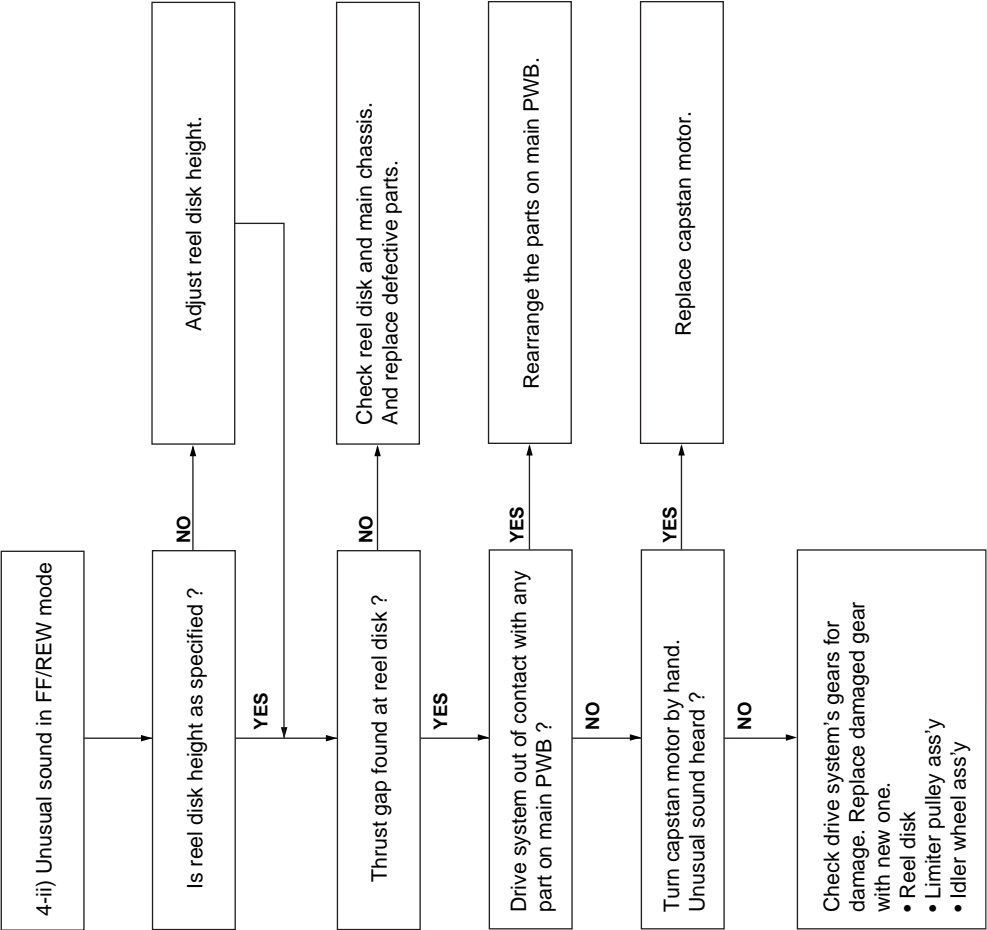 4-ii) Unusual sound in FF/REW mode
Is reel disk height as specified ?
NO
Adjust reel disk height.
YES
Thrust gap found at reel disk ?
NO
Check reel disk and main chassis.
And replace defective parts.
YES
Drive system out of contact with any
part on main PWB ?
YES
Rearrange the parts on main PWB.
NO
Turn capstan motor by hand.
Unusual sound heard ?
YES
Replace capstan motor.
NO
Check drive system's gears for
damage. Replace damaged gear
with new one.
• Reel disk
• Limiter pulley ass'y
• Idler wheel ass'y